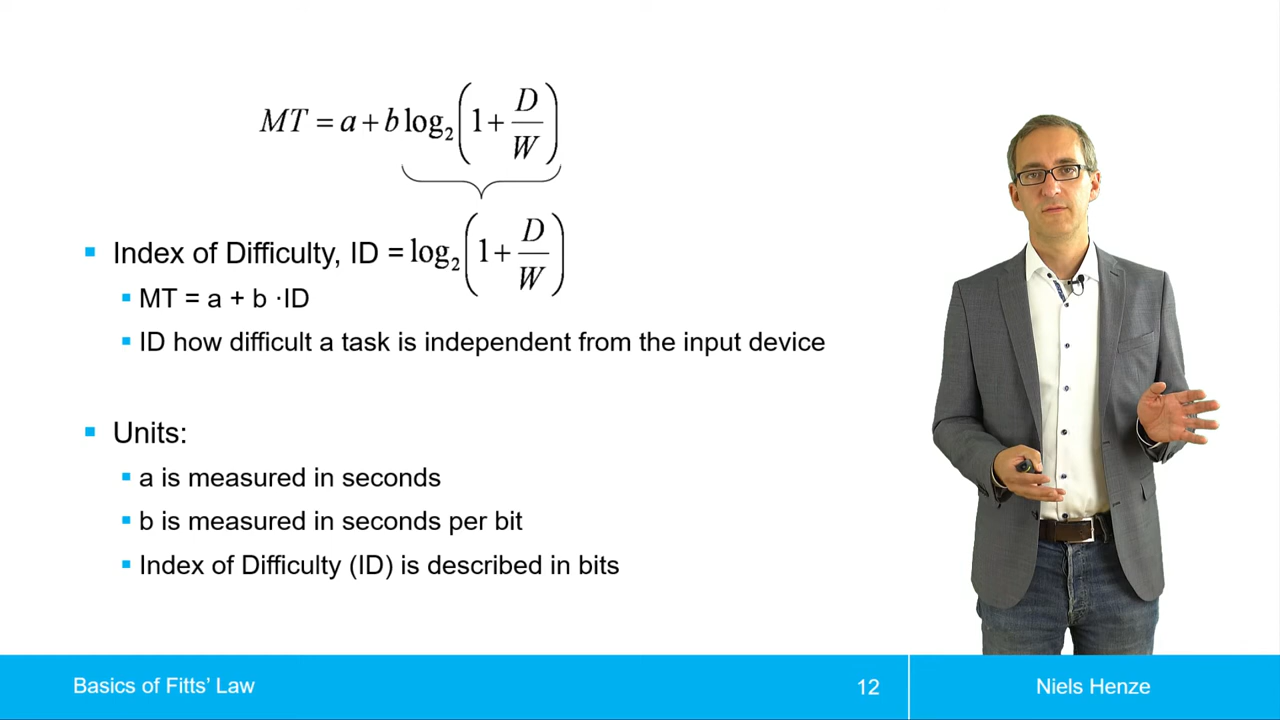 MT = a + b log₂(1 + D/W)
Index of Difficulty, ID = log₂(1 + D/W)
MT = a + b ·ID
ID how difficult a task is independent from the input device
Units:
a is measured in seconds
b is measured in seconds per bit
Index of Difficulty (ID) is described in bits
Basics of Fitts’ Law
12
Niels Henze